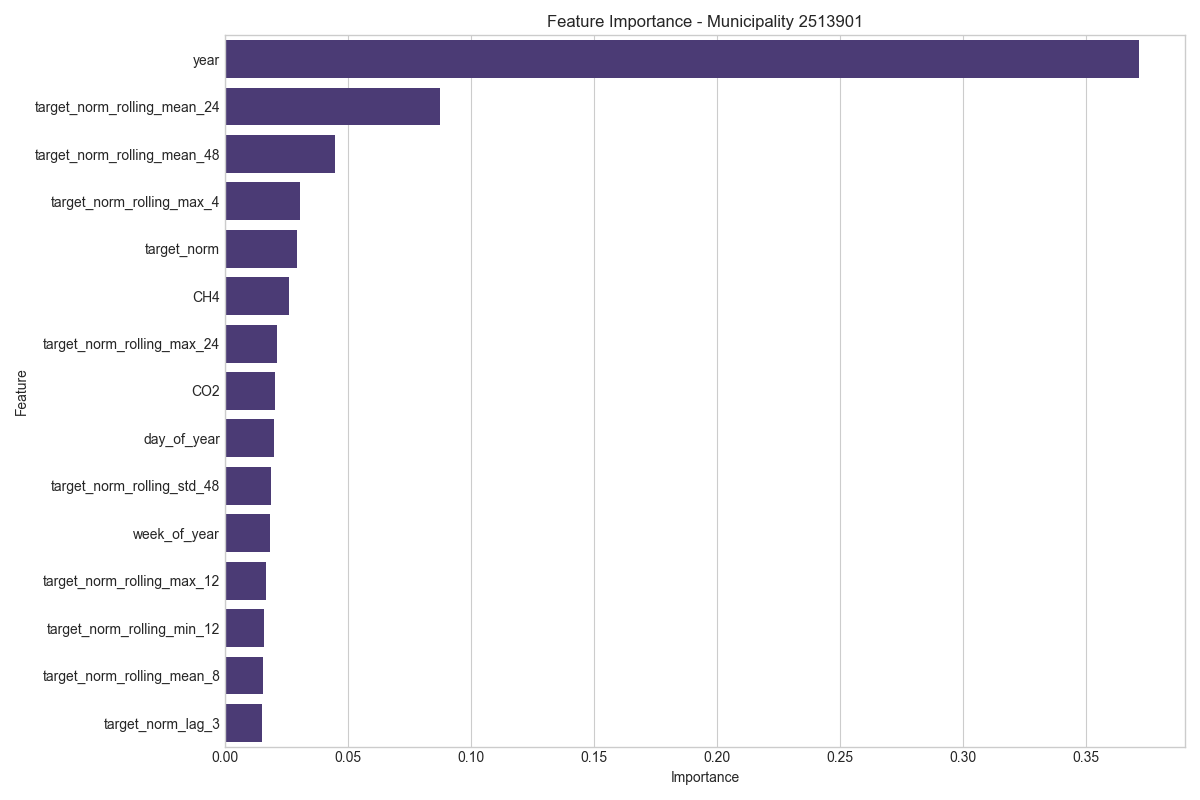 Feature Importance - Municipality 2513901
year
target_norm_rolling_mean_24
target_norm_rolling_mean_48
target_norm_rolling_max_4
target_norm
CH4
target_norm_rolling_max_24
CO2
day_of_year
target_norm_rolling_std_48
week_of_year
target_norm_rolling_max_12
target_norm_rolling_min_12
target_norm_rolling_mean_8
target_norm_lag_3
Feature
0.00 0.05 0.10 0.15 0.20 0.25 0.30 0.35
Importance